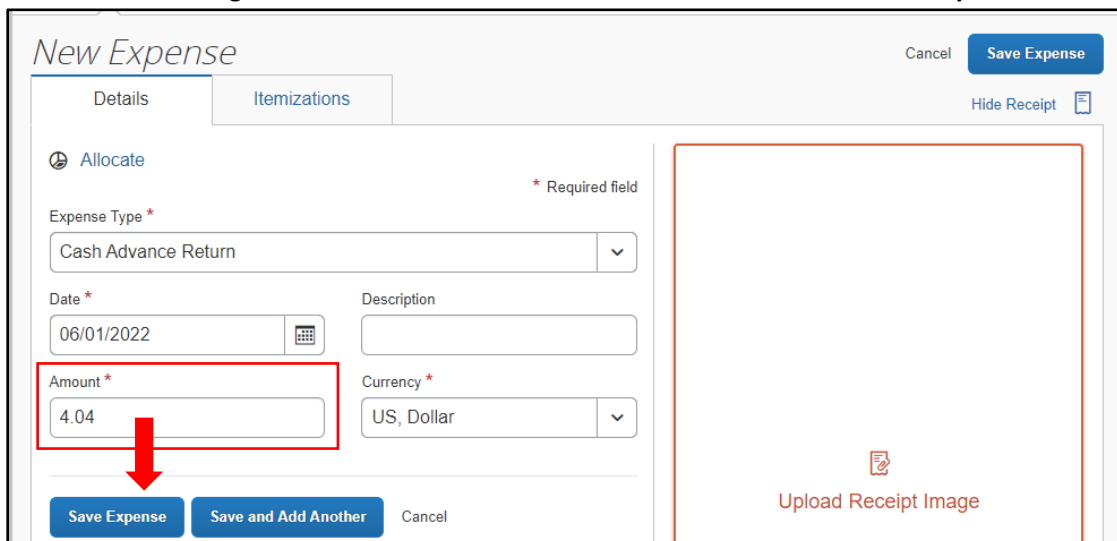 New Expense
Cancel Save Expense
Details Itemizations
Hide Receipt
Allocate
* Required field
Expense Type *
Cash Advance Return
Date * Description
06/01/2022
Amount * Currency *
4.04 US, Dollar
Upload Receipt Image
Save Expense Save and Add Another Cancel